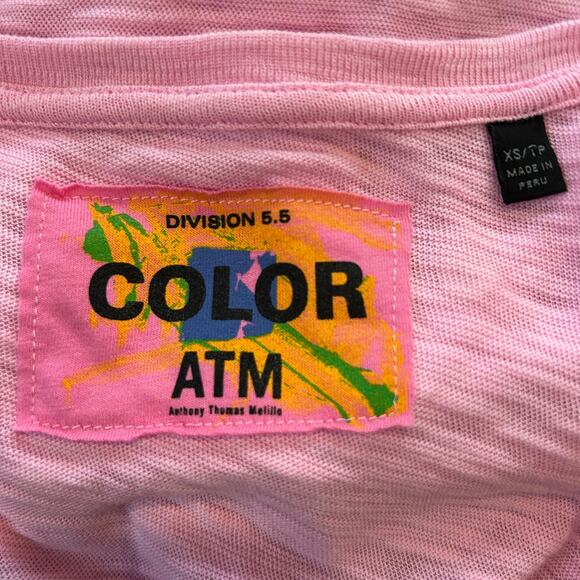 XS/TP
MADE IN
PERU
DIVISION 5.5
COLOR
ATM
Anthony Thomas Melillo